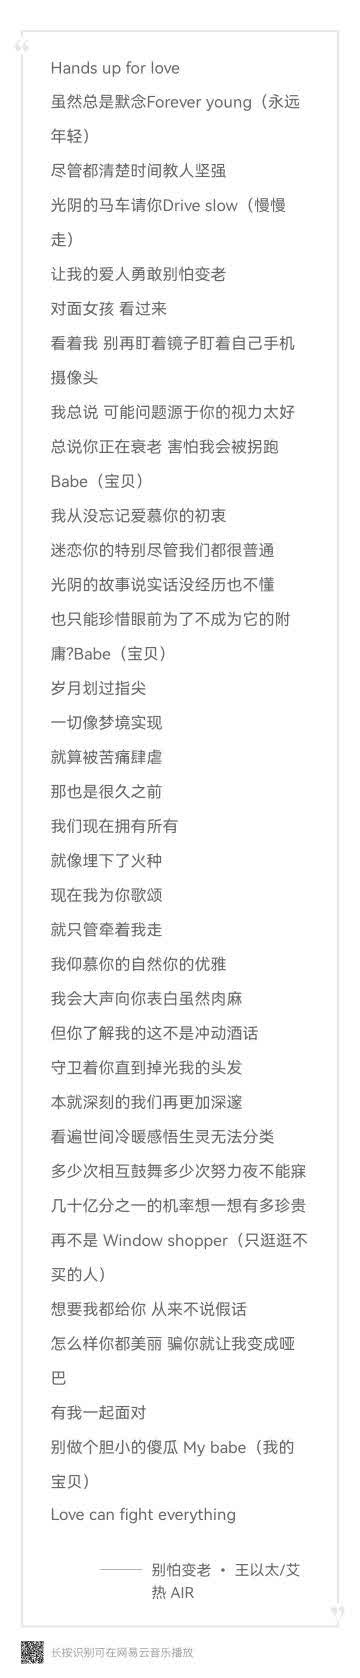 Hands up for love
虽然总是默念Forever young（永远
年轻）
尽管都清楚时间教人坚强
光阴的马车请你Drive slow（慢慢
走）
让我的爱人勇敢别怕变老
对面女孩 看过来
看着我 别再盯着镜子盯着自己手机
摄像头
我总说 可能问题源于你的视力太好
总说你正在衰老 害怕我会被拐跑
Babe（宝贝）
我从没忘记爱慕你的初衷
迷恋你的特别尽管我们都很普通
光阴的故事说实话没经历也不懂
也只能珍惜眼前为了不成为它的附
庸?Babe（宝贝）
岁月划过指尖
一切像梦境实现
就算被苦痛肆虐
那也是很久之前
我们现在拥有所有
就像埋下了火种
现在我为你歌颂
就只管牵着我走
我仰慕你的自然你的优雅
我会大声向你表白虽然肉麻
但你了解我的这不是冲动酒话
守卫着你直到掉光我的头发
本就深刻的我们再更加深邃
看遍世间冷暖感悟生灵无法分类
多少次相互鼓舞多少次努力夜不能寐
几十亿分之一的机率想一想有多珍贵
再不是 Window shopper（只逛逛不
买的人）
想要我都给你 从来不说假话
怎么样你都美丽 骗你就让我变成哑
巴
有我一起面对
别做个胆小的傻瓜 My babe（我的
宝贝）
Love can fight everything
—— 别怕变老 • 王以太/艾
热 AIR
长按识别可在网易云音乐播放